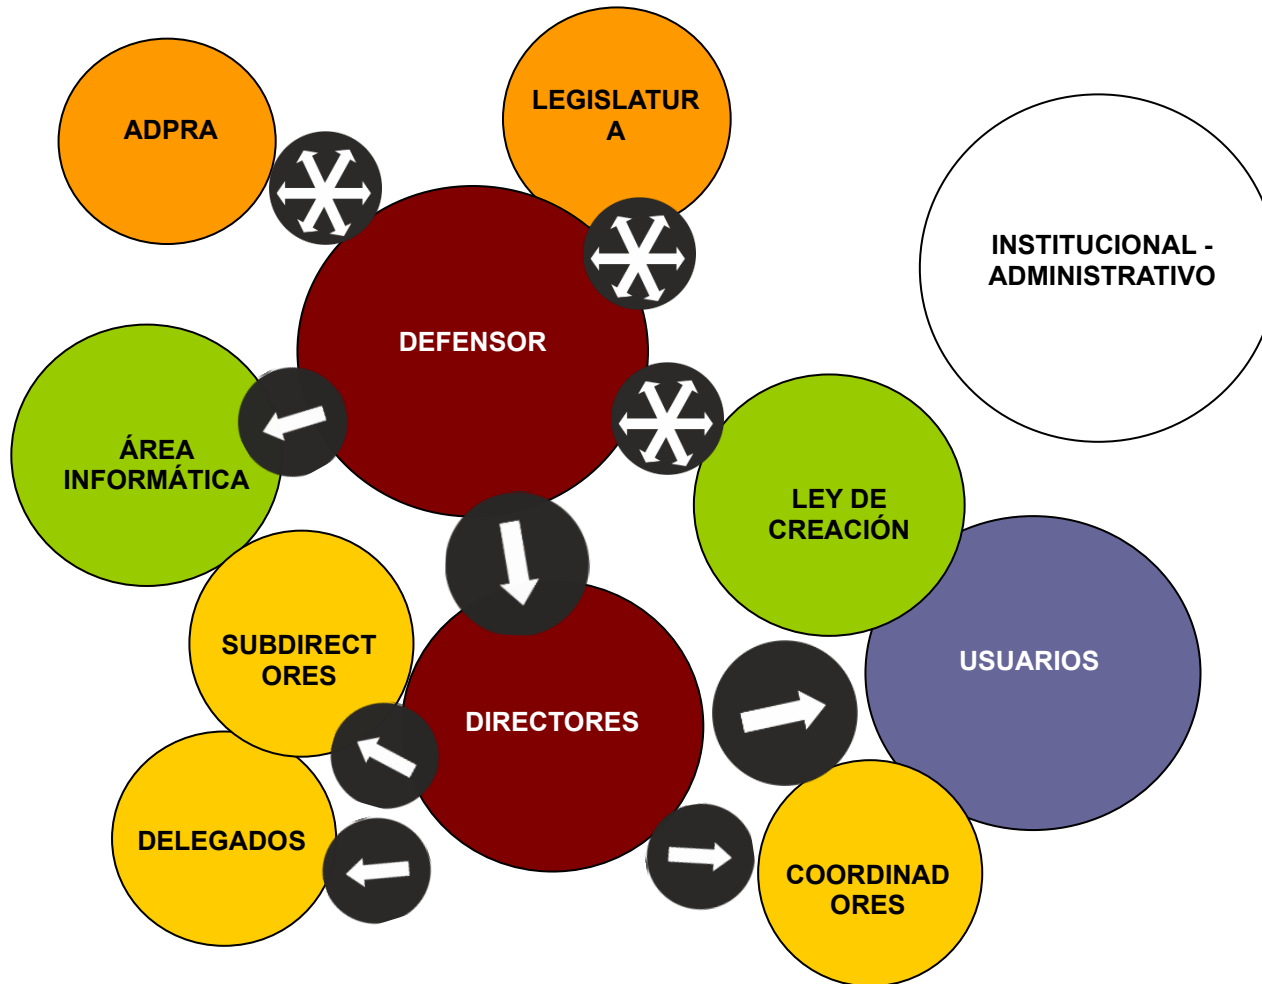 ADPRA
LEGISLATUR
A
INSTITUCIONAL -
ADMINISTRATIVO
DEFENSOR
ÁREA
INFORMÁTICA
LEY DE
CREACIÓN
SUBDIRECT
ORES
USUARIOS
DIRECTORES
DELEGADOS
COORDINAD
ORES